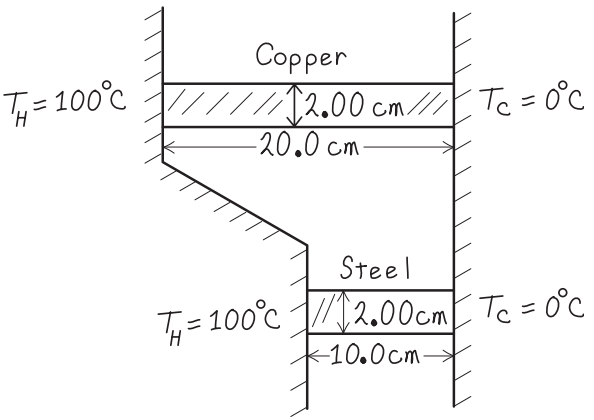 Copper
T_H = 100°C
2.00 cm
T_C = 0°C
20.0 cm
Steel
T_H = 100°C
2.00cm
T_C = 0°C
10.0cm